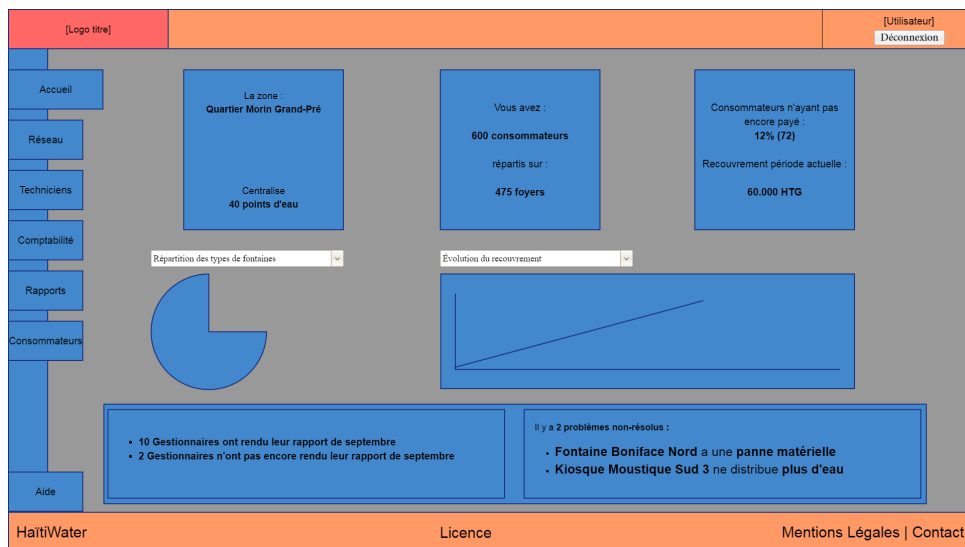 [Logo titre]
[Utilisateur]
Déconnexion
Accueil
Réseau
Techniciens
Comptabilité
Rapports
Consommateurs
Aide
La zone :
Quartier Morin Grand-Pré
Centralise
40 points d'eau
Vous avez :
600 consommateurs
répartis sur :
475 foyers
Consommateurs n'ayant pas
encore payé :
12% (72)
Recouvrement période actuelle :
60.000 HTG
Répartition des types de fontaines
Évolution du recouvrement
10 Gestionnaires ont rendu leur rapport de septembre
2 Gestionnaires n'ont pas encore rendu leur rapport de septembre
Il y a 2 problèmes non-résolus :
Fontaine Boniface Nord a une panne matérielle
Kiosque Moustique Sud 3 ne distribue plus d'eau
HaïtiWater
Licence
Mentions Légales | Contact